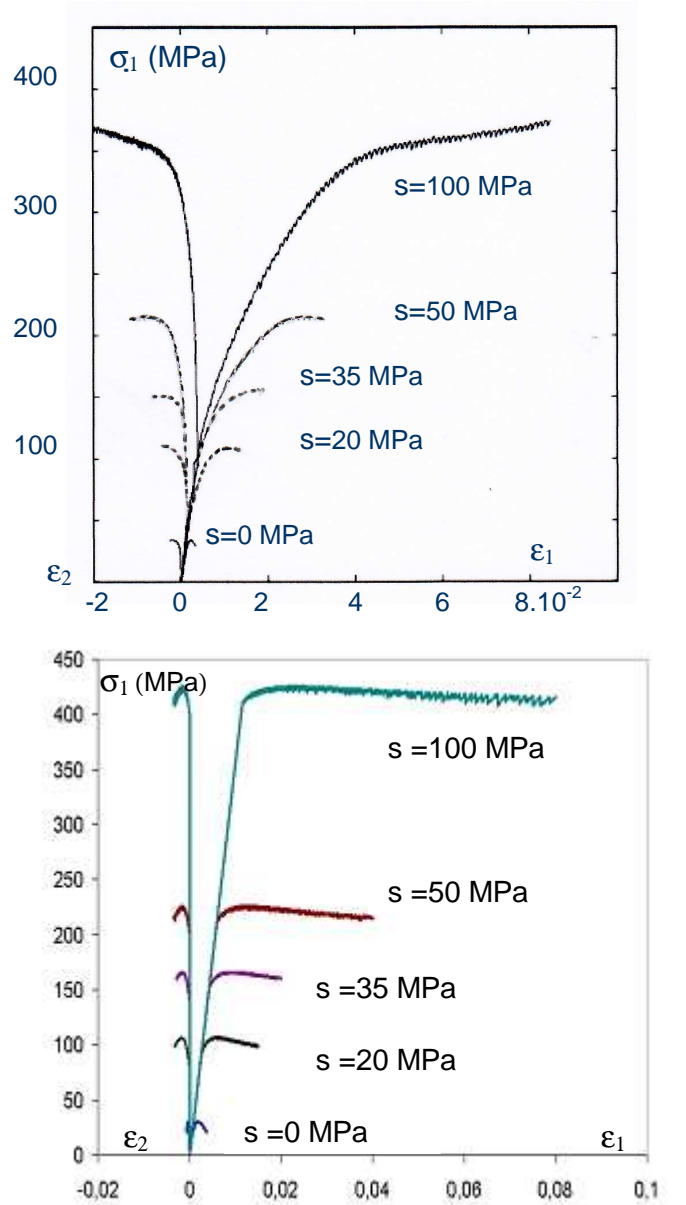 400
σ1 (MPa)
300
s=100 MPa
200
s=50 MPa
s=35 MPa
100
s=20 MPa
s=0 MPa
ε2
ε1
-2
0
2
4
6
8.10-2
450
σ1 (MPa)
400
s =100 MPa
350
300
250
s =50 MPa
200
s =35 MPa
150
100
s =20 MPa
50
s =0 MPa
ε2
ε1
0
-0,02
0
0,02
0,04
0,06
0,08
0,1